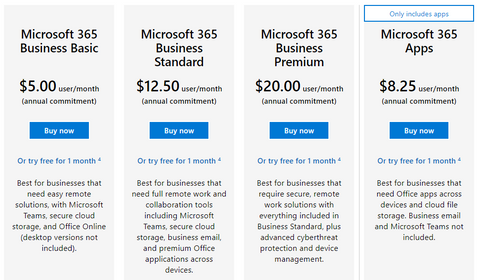 Microsoft 365
Business Basic
$5.00 user/month
(annual commitment)
Buy now
Or try free for 1 month 4
Best for businesses that
need easy remote
solutions, with Microsoft
Teams, secure cloud
storage, and Office Online
(desktop versions not
included).
Microsoft 365
Business
Standard
$12.50 user/month
(annual commitment)
Buy now
Or try free for 1 month 4
Best for businesses that
need full remote work and
collaboration tools
including Microsoft
Teams, secure cloud
storage, business email,
and premium Office
applications across
devices.
Microsoft 365
Business
Premium
$20.00 user/month
(annual commitment)
Buy now
Or try free for 1 month 4
Best for businesses that
require secure, remote
work solutions with
everything included in
Business Standard, plus
advanced cyberthreat
protection and device
management.
Only includes apps
Microsoft 365
Apps
$8.25 user/month
(annual commitment)
Buy now
Or try free for 1 month 4
Best for businesses that
need Office apps across
devices and cloud file
storage. Business email
and Microsoft Teams not
included.